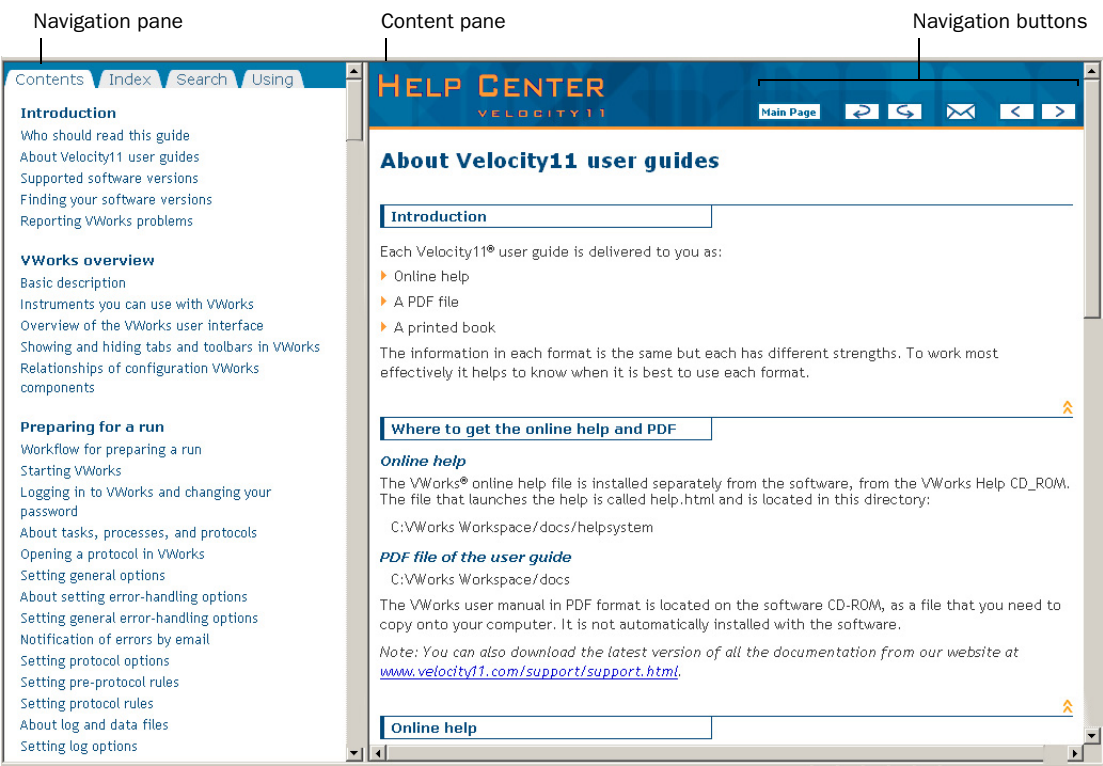 Navigation pane
Content pane
Navigation buttons
Contents
Index
Search
Using
Introduction
Who should read this guide
About Velocity11 user guides
Supported software versions
Finding your software versions
Reporting VWorks problems
VWorks overview
Basic description
Instruments you can use with VWorks
Overview of the VWorks user interface
Showing and hiding tabs and toolbars in VWorks
Relationships of configuration VWorks
components
Preparing for a run
Workflow for preparing a run
Starting VWorks
Logging in to VWorks and changing your
password
About tasks, processes, and protocols
Opening a protocol in VWorks
Setting general options
About setting error-handling options
Setting general error-handling options
Notification of errors by email
Setting protocol options
Setting pre-protocol rules
Setting protocol rules
About log and data files
Setting log options
HELP CENTER
VELOCITY11
Main Page
About Velocity11 user guides
Introduction
Each Velocity11® user guide is delivered to you as:
Online help
A PDF file
A printed book
The information in each format is the same but each has different strengths. To work most
effectively it helps to know when it is best to use each format.
Where to get the online help and PDF
Online help
The VWorks® online help file is installed separately from the software, from the VWorks Help CD_ROM.
The file that launches the help is called help.html and is located in this directory:
C:VWorks Workspace/docs/helpsystem
PDF file of the user guide
C:VWorks Workspace/docs
The VWorks user manual in PDF format is located on the software CD-ROM, as a file that you need to
copy onto your computer. It is not automatically installed with the software.
Note: You can also download the latest version of all the documentation from our website at
www.velocity11.com/support/support.html.
Online help